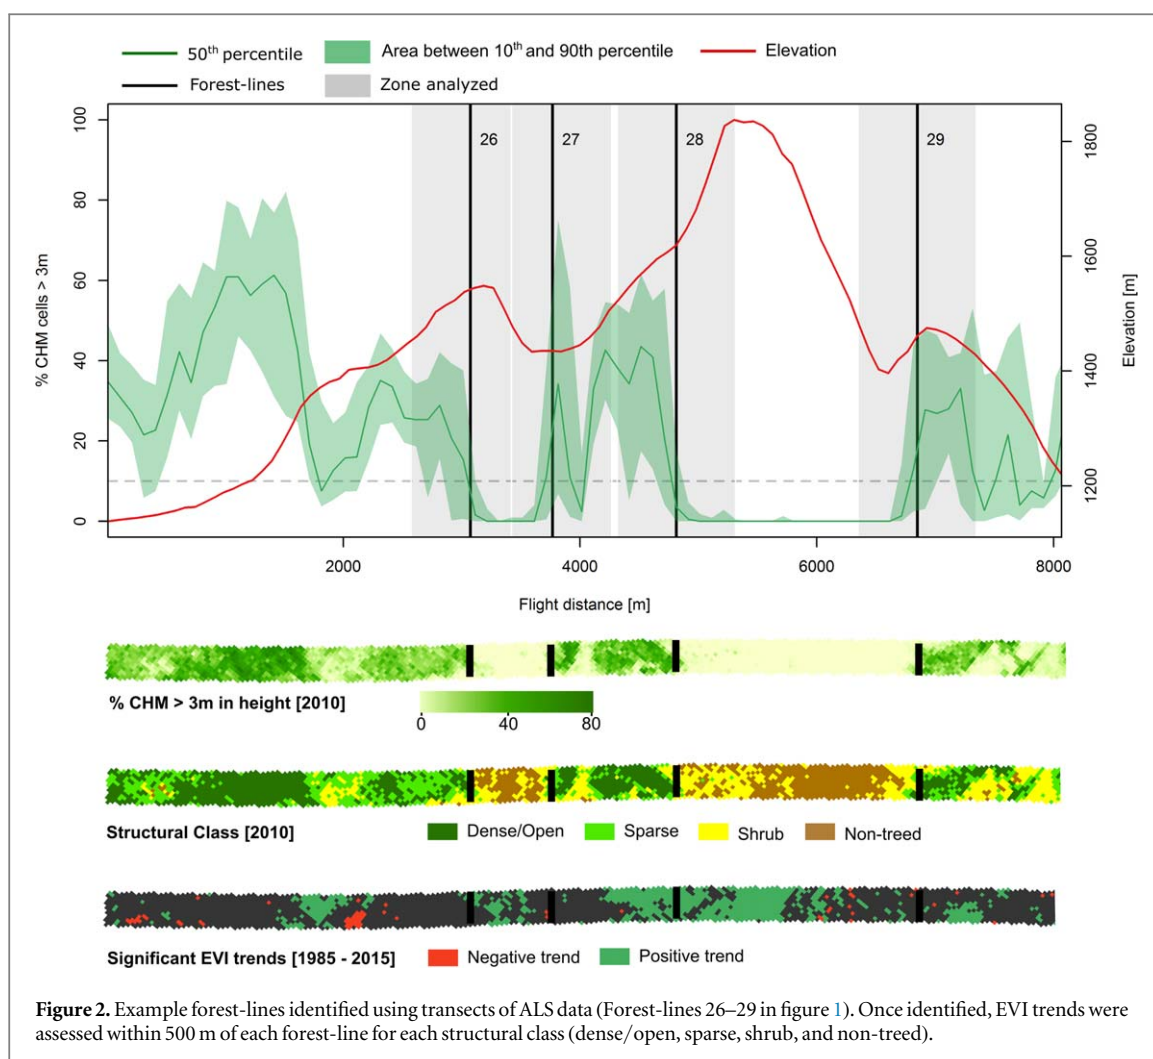 50th percentile
Area between 10th and 90th percentile
Elevation
Forest-lines
Zone analyzed
% CHM cells > 3m
100
80
60
40
20
0
26
27
28
29
1800
1600
1400
1200
Elevation [m]
2000
4000
6000
8000
Flight distance [m]
% CHM > 3m in height [2010]
0
40
80
Structural Class [2010]
Dense/Open
Sparse
Shrub
Non-treed
Significant EVI trends [1985 - 2015]
Negative trend
Positive trend
Figure 2. Example forest-lines identified using transects of ALS data (Forest-lines 26–29 in figure 1). Once identified, EVI trends were
assessed within 500 m of each forest-line for each structural class (dense/open, sparse, shrub, and non-treed).